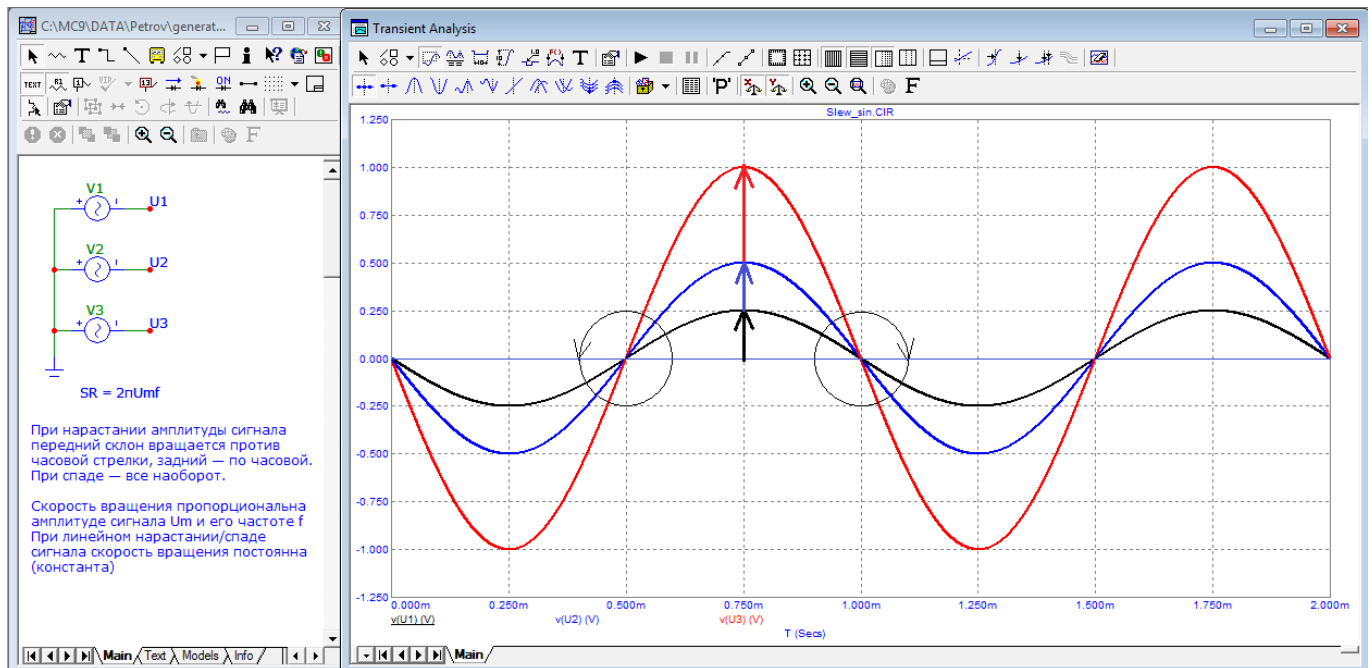 C:\MC9\DATA\Petrov\generat...
TEXT
V1
U1
V2
U2
V3
U3
SR = 2πUmf
При нарастании амплитуды сигнала
передний склон вращается против
часовой стрелки, задний — по часовой.
При спаде — все наоборот.
Скорость вращения пропорциональна
амплитуде сигнала Um и его частоте f
При линейном нарастании/спаде
сигнала скорость вращения постоянна
(константа)
Main Text Models Info
Transient Analysis
Slew_sin.CIR
1.250
1.000
0.750
0.500
0.250
0.000
-0.250
-0.500
-0.750
-1.000
-1.250
0.000m 0.250m 0.500m 0.750m 1.000m 1.250m 1.500m 1.750m 2.000m
v(U1) (V) v(U2) (V) v(U3) (V)
T (Secs)
Main